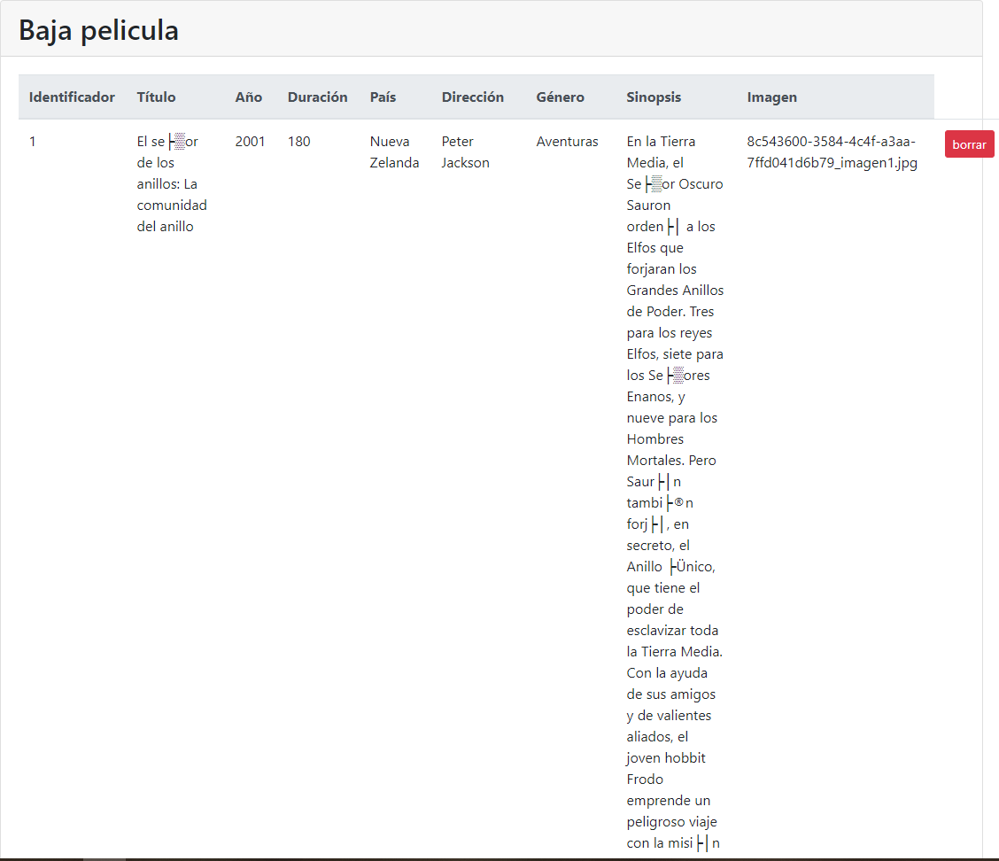 Baja pelicula
Identificador Título Año Duración País Dirección Género Sinopsis Imagen
1
El se├▒or
de los
anillos: La
comunidad
del anillo
2001
180
Nueva
Zelanda
Peter
Jackson
Aventuras
En la Tierra
Media, el
Se├▒or Oscuro
Sauron
orden├│ a los
Elfos que
forjaran los
Grandes Anillos
de Poder. Tres
para los reyes
Elfos, siete para
los Se├▒ores
Enanos, y
nueve para los
Hombres
Mortales. Pero
Saur├│n
tambi├®n
forj├│, en
secreto, el
Anillo ├Ünico,
que tiene el
poder de
esclavizar toda
la Tierra Media.
Con la ayuda
de sus amigos
y de valientes
aliados, el
joven hobbit
Frodo
emprende un
peligroso viaje
con la misi├│n
8c543600-3584-4c4f-a3aa-
7ffd041d6b79_imagen1.jpg
borrar